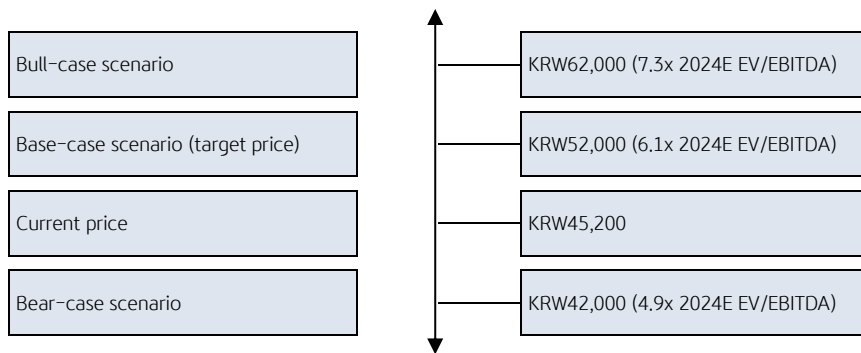 Bull-case scenario
KRW62,000 (7.3x 2024E EV/EBITDA)
Base-case scenario (target price)
KRW52,000 (6.1x 2024E EV/EBITDA)
Current price
KRW45,200
Bear-case scenario
KRW42,000 (4.9x 2024E EV/EBITDA)